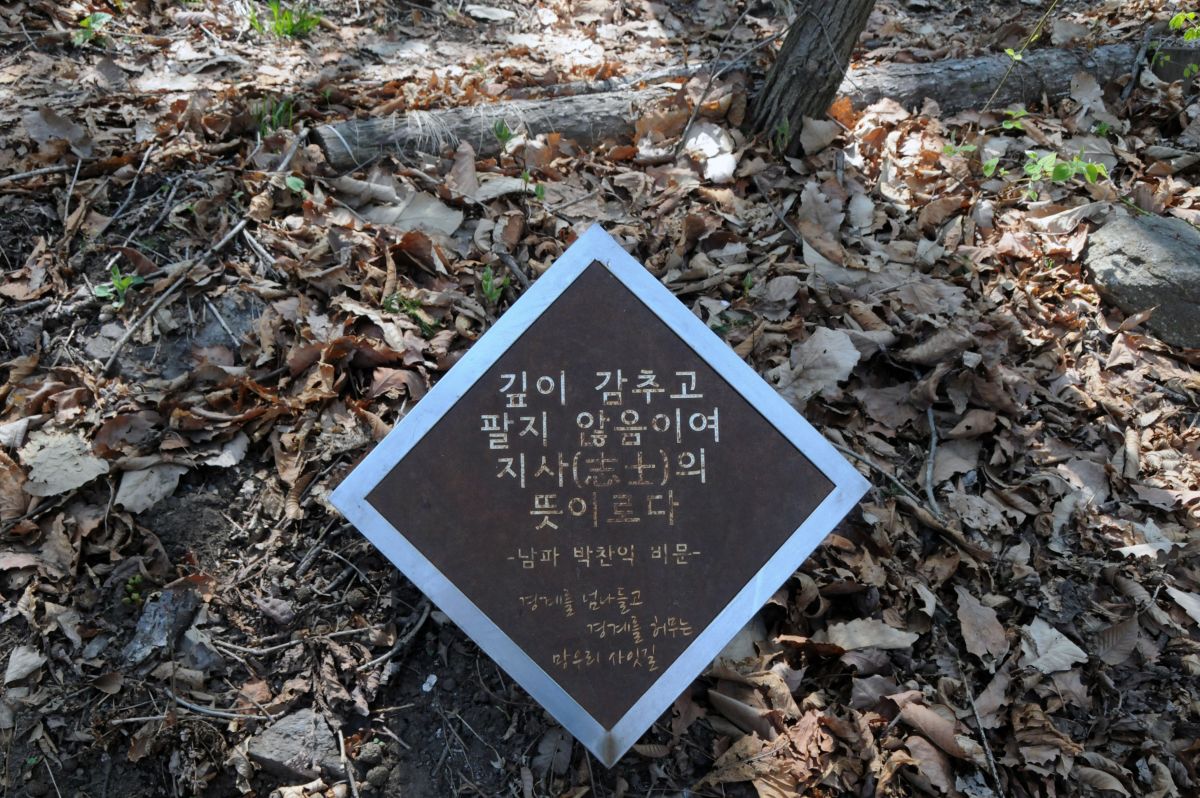 깊이 감추고
팔지 않음이여
지사(志士)의
뜻이로다
-남파 박찬익 비문-
경계를 넘나들고
경계를 허무는
망우리 사잇길